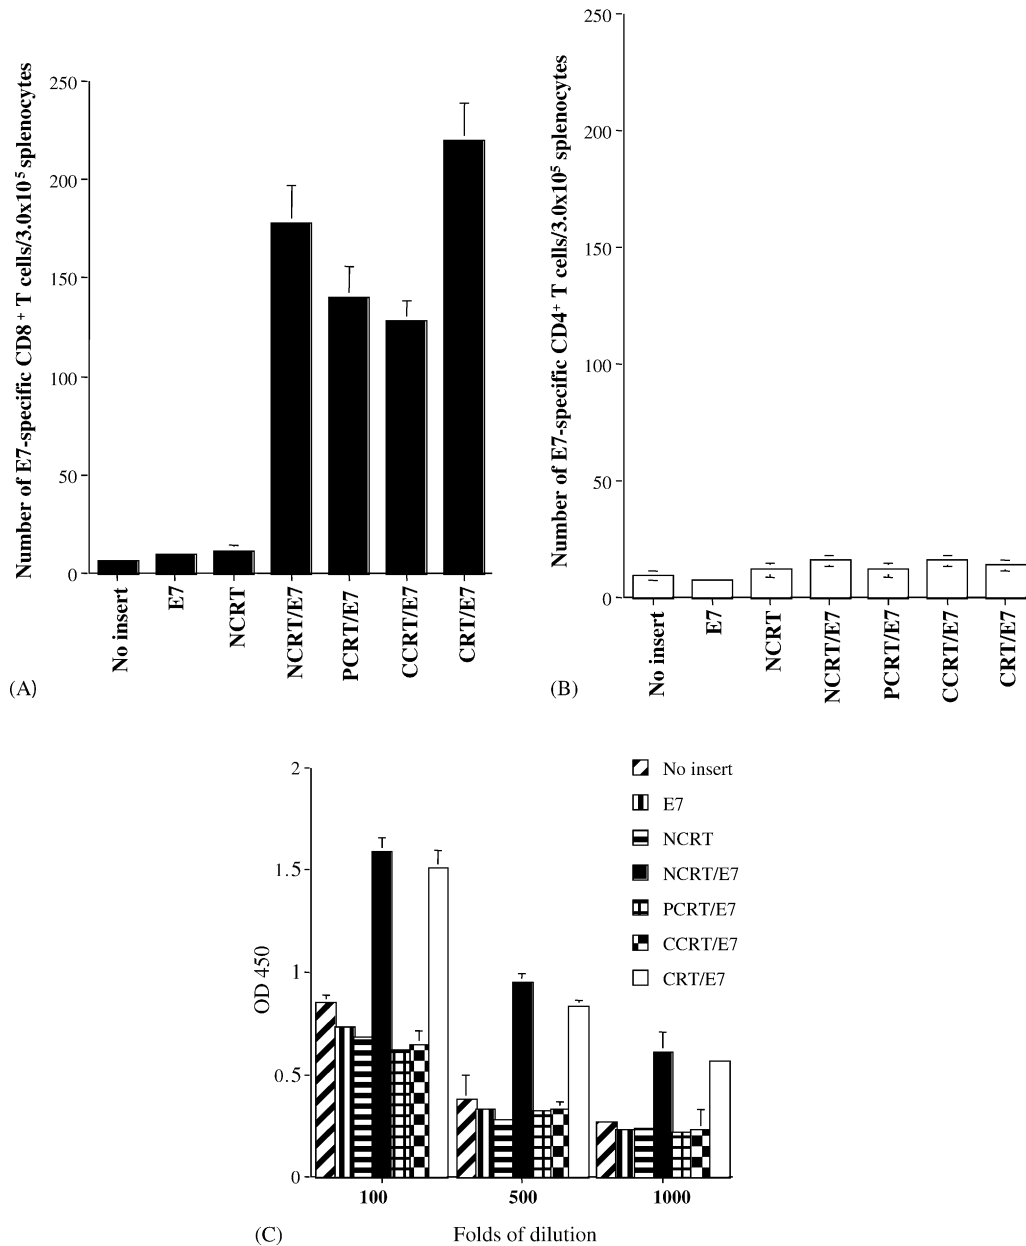 Number of E7-specific CD8⁺ T cells/3.0x10⁵ splenocytes
250
200
150
100
50
0
No insert
E7
NCRT
NCRT/E7
PCRT/E7
CCRT/E7
CRT/E7
(A)
Number of E7-specific CD4⁺ T cells/3.0x10⁵ splenocytes
250
200
150
100
50
0
No insert
E7
NCRT
NCRT/E7
PCRT/E7
CCRT/E7
CRT/E7
(B)
OD 450
2
1.5
1
0.5
0
No insert
E7
NCRT
NCRT/E7
PCRT/E7
CCRT/E7
CRT/E7
100
500
1000
(C)
Folds of dilution